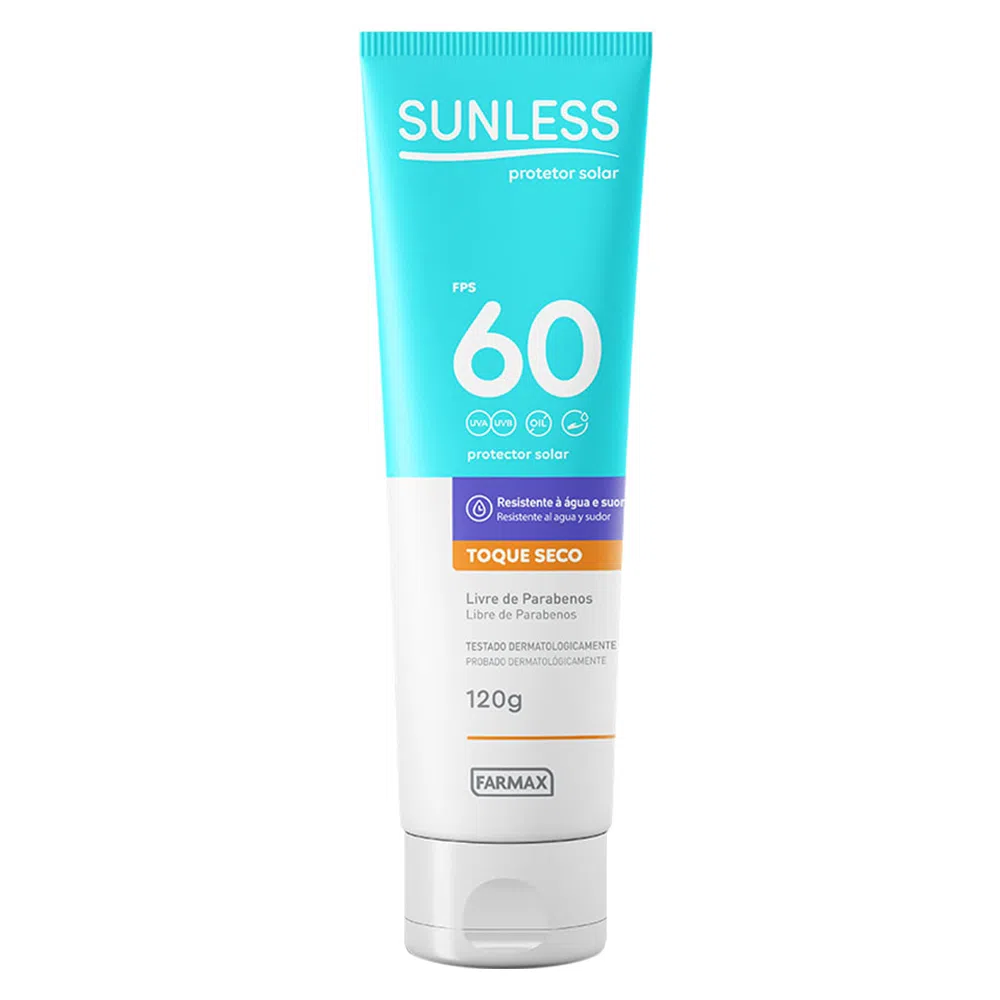 SUNLESS
protetor solar
FPS
60
UVA UVB OIL
protector solar
Resistente à água e suor
Resistente al agua y sudor
TOQUE SECO
Livre de Parabenos
Libre de Parabenos
TESTADO DERMATOLOGICAMENTE
PROBADO DERMATOLÓGICAMENTE
120g
FARMAX